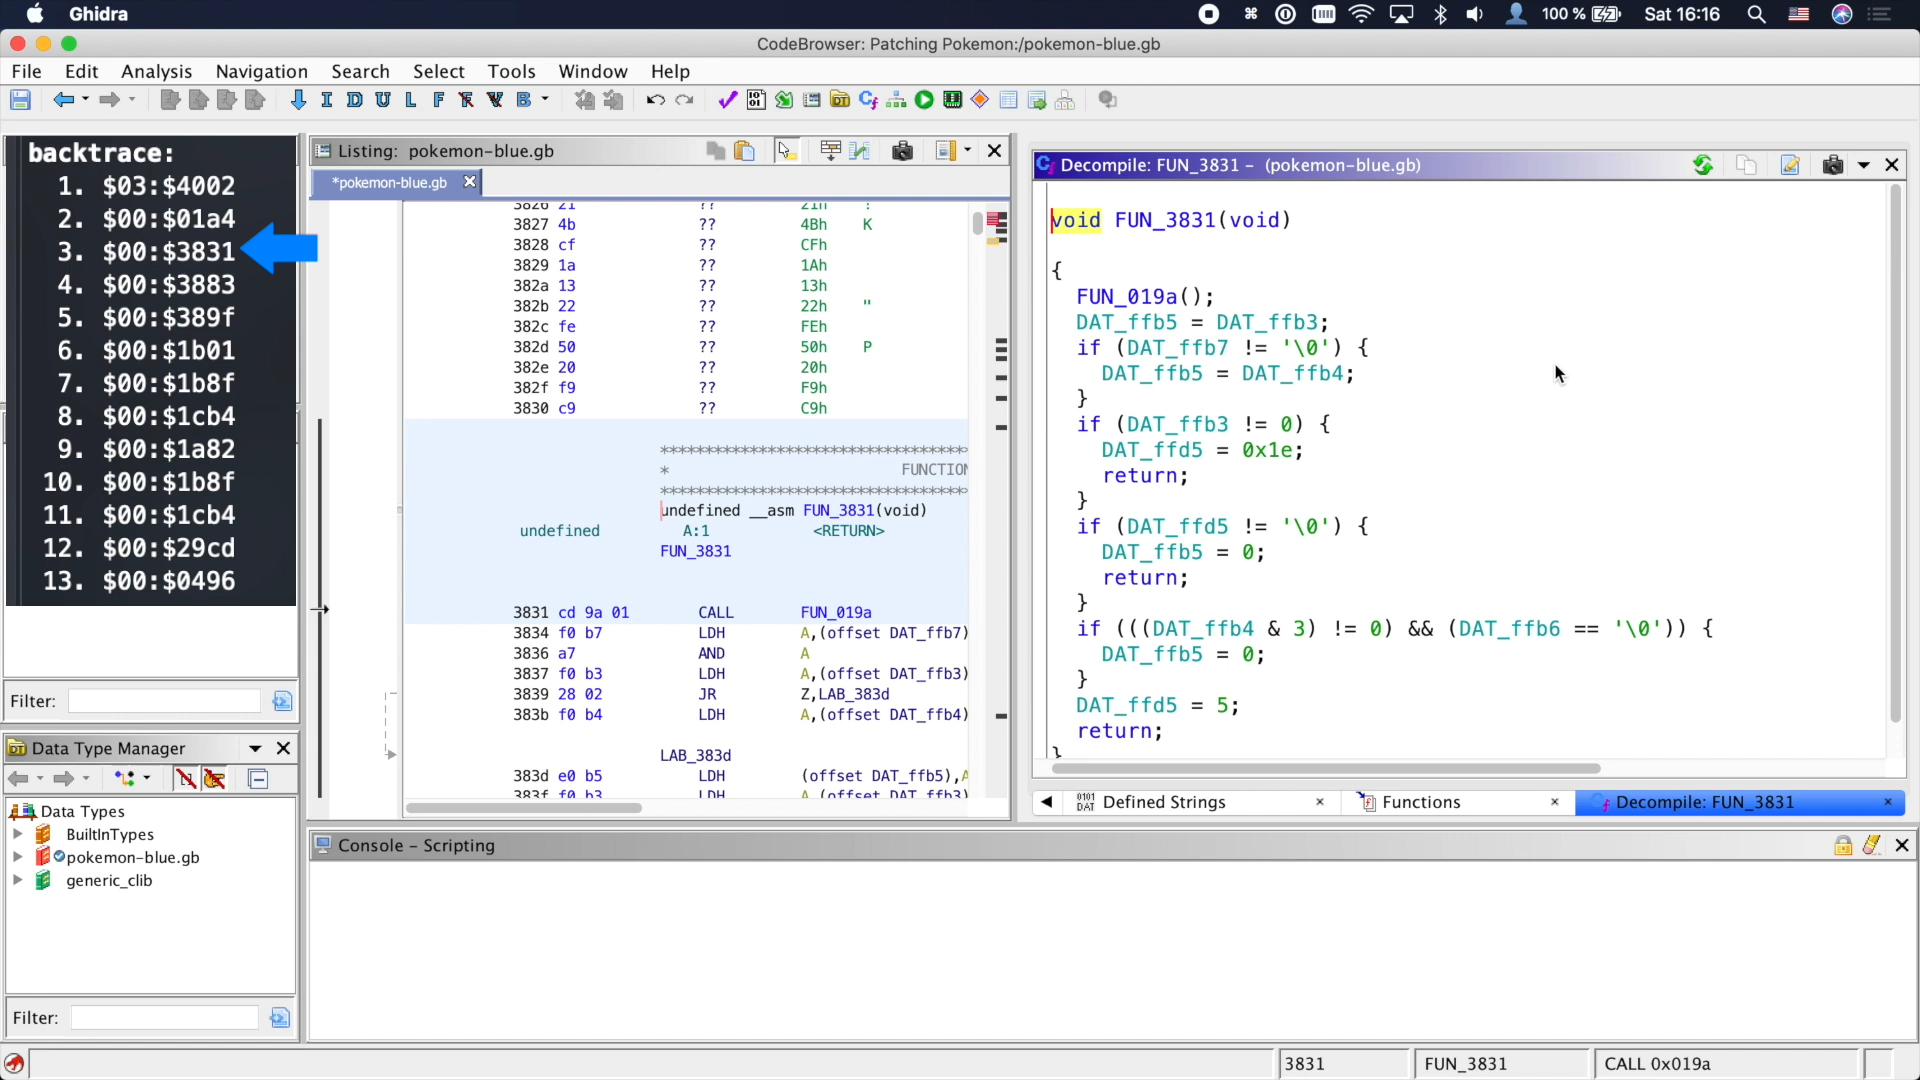 Ghidra
100 %
Sat 16:16
CodeBrowser: Patching Pokemon:/pokemon-blue.gb
File Edit Analysis Navigation Search Select Tools Window Help
I D U L F V B
backtrace:
1. $03:$4002
2. $00:$01a4
3. $00:$3831
4. $00:$3883
5. $00:$389f
6. $00:$1b01
7. $00:$1b8f
8. $00:$1cb4
9. $00:$1a82
10. $00:$1b8f
11. $00:$1cb4
12. $00:$29cd
13. $00:$0496
Filter:
Data Type Manager
Data Types
BuiltInTypes
pokemon-blue.gb
generic_clib
Filter:
Listing: pokemon-blue.gb
*pokemon-blue.gb
3826 21 ?? 21h !
3827 4b ?? 4Bh K
3828 cf ?? CFh
3829 1a ?? 1Ah
382a 13 ?? 13h
382b 22 ?? 22h "
382c fe ?? FEh
382d 50 ?? 50h P
382e 20 ?? 20h
382f f9 ?? F9h
3830 c9 ?? C9h
* FUNCTION
undefined __asm FUN_3831(void)
undefined A:1 <RETURN>
FUN_3831
3831 cd 9a 01 CALL FUN_019a
3834 f0 b7 LDH A,(offset DAT_ffb7)
3836 a7 AND A
3837 f0 b3 LDH A,(offset DAT_ffb3)
3839 28 02 JR Z,LAB_383d
383b f0 b4 LDH A,(offset DAT_ffb4)
LAB_383d
383d e0 b5 LDH (offset DAT_ffb5),A
383f f0 b3 LDH A,(offset DAT_ffb3)
Decompile: FUN_3831 - (pokemon-blue.gb)
void FUN_3831(void)
{
FUN_019a();
DAT_ffb5 = DAT_ffb3;
if (DAT_ffb7 != '\0') {
DAT_ffb5 = DAT_ffb4;
}
if (DAT_ffb3 != 0) {
DAT_ffd5 = 0x1e;
return;
}
if (DAT_ffd5 != '\0') {
DAT_ffb5 = 0;
return;
}
if (((DAT_ffb4 & 3) != 0) && (DAT_ffb6 == '\0')) {
DAT_ffb5 = 0;
}
DAT_ffd5 = 5;
return;
}
Defined Strings
Functions
Decompile: FUN_3831
Console - Scripting
3831
FUN_3831
CALL 0x019a